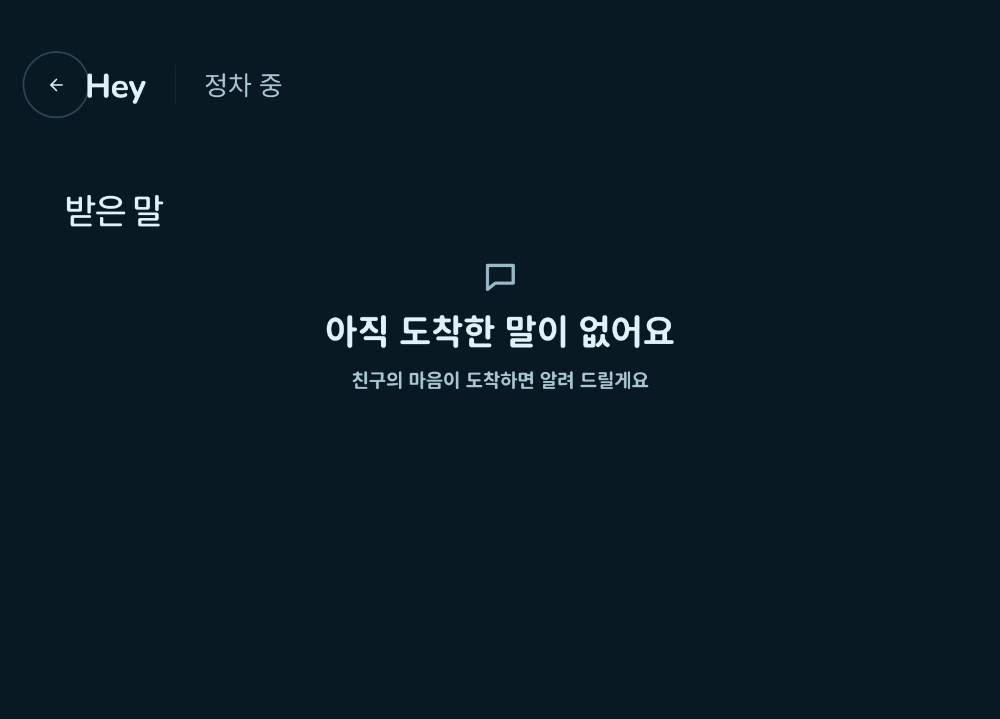 Hey 정차 중
받은 말
아직 도착한 말이 없어요
친구의 마음이 도착하면 알려 드릴게요